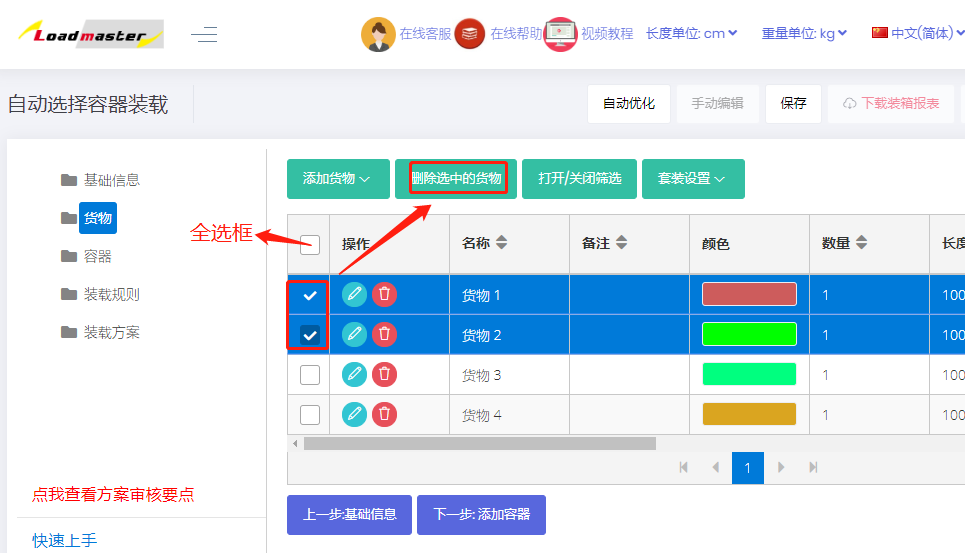 Loadmaster
在线客服
在线帮助
视频教程
长度单位: cm
重量单位: kg
中文(简体)
自动选择容器装载
自动优化
手动编辑
保存
下载装箱报表
基础信息
货物
容器
装载规则
装载方案
点我查看方案审核要点
快速上手
添加货物
删除选中的货物
打开/关闭筛选
套装设置
全选框
操作
名称
备注
颜色
数量
长度
货物 1
1
100
货物 2
1
100
货物 3
1
100
货物 4
1
100
1
上一步:基础信息
下一步: 添加容器